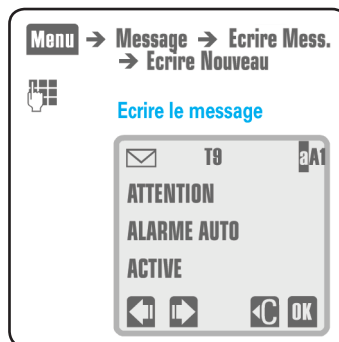 Menu → Message → Ecrire Mess.
→ Ecrire Nouveau
Ecrire le message
T9 aA1
ATTENTION
ALARME AUTO
ACTIVE
C OK